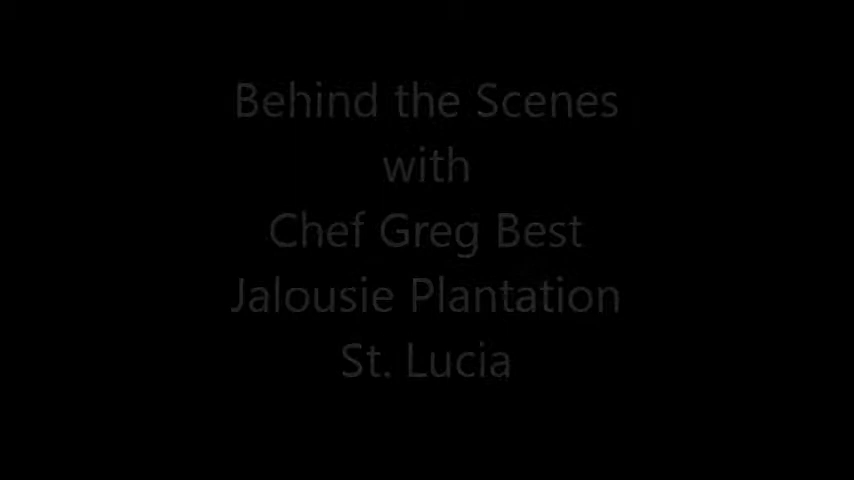 Behind the Scenes
with
Chef Greg Best
Jalousie Plantation
St. Lucia